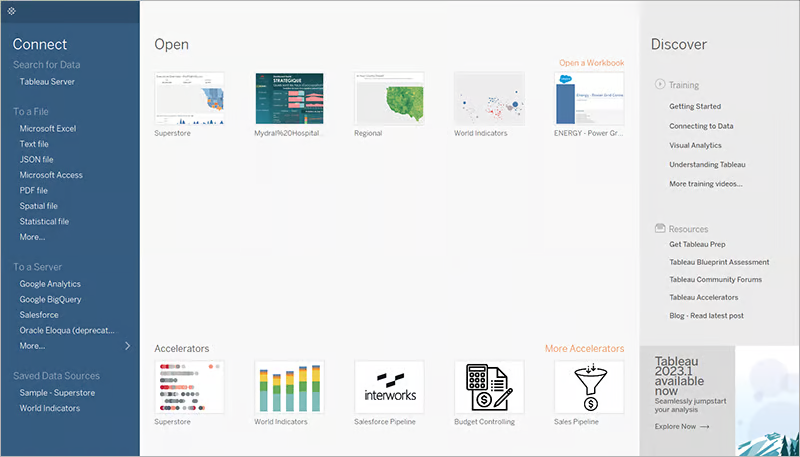 Connect
Search for Data
Tableau Server
To a File
Microsoft Excel
Text file
JSON file
Microsoft Access
PDF file
Spatial file
Statistical file
More...
To a Server
Google Analytics
Google BigQuery
Salesforce
Oracle Eloqua (deprecat...
More...
Saved Data Sources
Sample - Superstore
World Indicators
Open
Open a Workbook
STRATEGIQUE
Energy - Power Grid
Superstore
Mydral%20Hospital...
Regional
World Indicators
ENERGY - Power Gr...
Accelerators
More Accelerators
interworks
Superstore
World Indicators
Salesforce Pipeline
Budget Controlling
Sales Pipeline
Discover
Training
Getting Started
Connecting to Data
Visual Analytics
Understanding Tableau
More training videos...
Resources
Get Tableau Prep
Tableau Blueprint Assessment
Tableau Community Forums
Tableau Accelerators
Blog - Read latest post
Tableau
2023.1
available
now
Seamlessly jumpstart
your analysis
Explore Now →